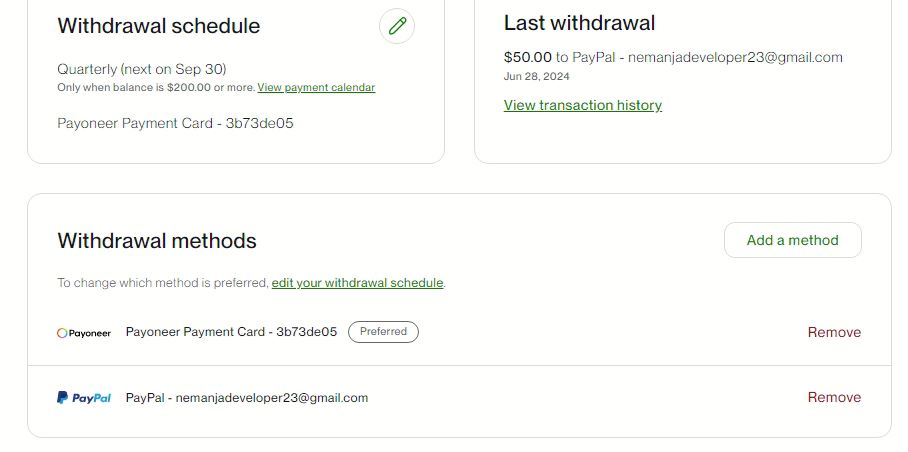 Withdrawal schedule
Quarterly (next on Sep 30)
Only when balance is $200.00 or more. View payment calendar
Payoneer Payment Card - 3b73de05
Last withdrawal
$50.00 to PayPal - nemanjadeveloper23@gmail.com
Jun 28, 2024
View transaction history
Withdrawal methods
Add a method
To change which method is preferred, edit your withdrawal schedule.
Payoneer Payoneer Payment Card - 3b73de05 Preferred Remove
PayPal PayPal - nemanjadeveloper23@gmail.com Remove